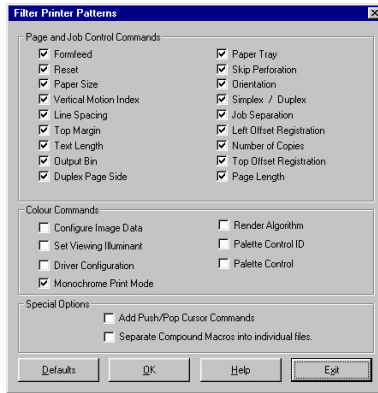 Filter Printer Patterns
Page and Job Control Commands
Formfeed
Reset
Paper Size
Vertical Motion Index
Line Spacing
Top Margin
Text Length
Output Bin
Duplex Page Side
Paper Tray
Skip Perforation
Orientation
Simplex / Duplex
Job Separation
Left Offset Registration
Number of Copies
Top Offset Registration
Page Length
Colour Commands
Configure Image Data
Set Viewing Illuminant
Driver Configuration
Monochrome Print Mode
Render Algorithm
Palette Control ID
Palette Control
Special Options
Add Push/Pop Cursor Commands
Separate Compound Macros into individual files.
Defaults OK Help Exit